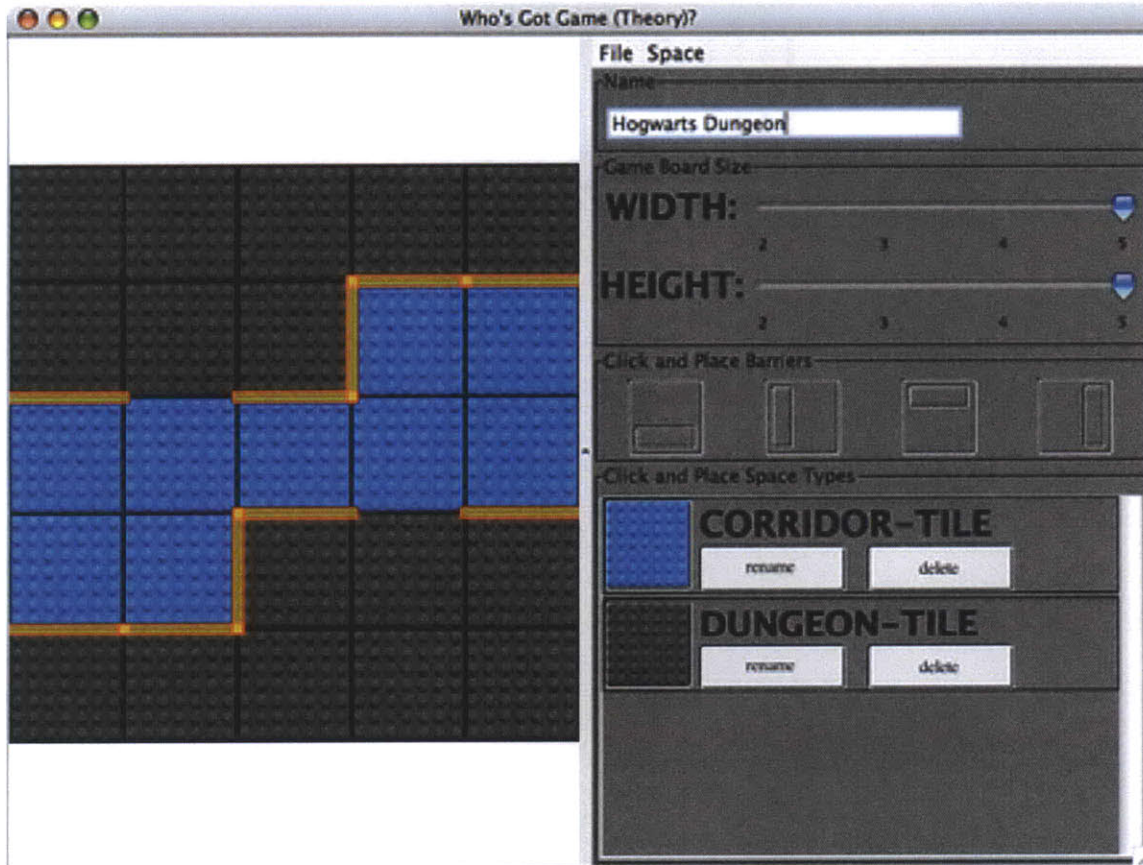 Who's Got Game (Theory)?
File Space
Name
Hogwarts Dungeon
Game Board Size
WIDTH:
2 3 4 5
HEIGHT:
2 3 4 5
Click and Place Barriers
Click and Place Space Types
CORRIDOR-TILE
rename delete
DUNGEON-TILE
rename delete